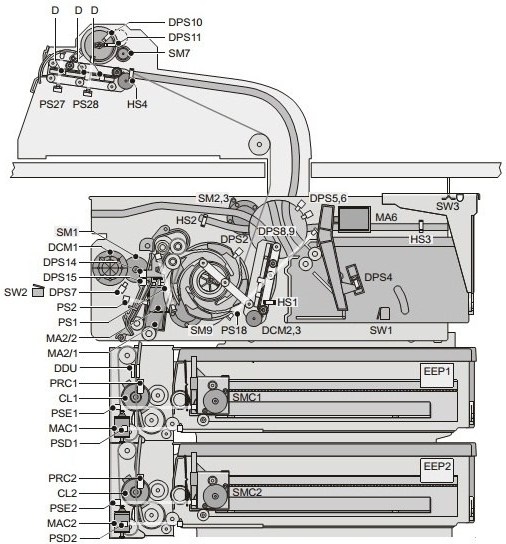 D D D
DPS10
DPS11
SM7
PS27 PS28 HS4
SM2,3 DPS5,6
SW3
HS2 MA6
SM1 DPS2 DPS8,9 HS3
DCM1
DPS14
DPS15 DPS4
SW2 DPS7
PS2 HS1
PS1 SW1
MA2/2 SM9 PS18 DCM2,3
MA2/1
DDU EEP1
PRC1
CL1 SMC1
PSE1
MAC1
PSD1
EEP2
PRC2
CL2 SMC2
PSE2
MAC2
PSD2